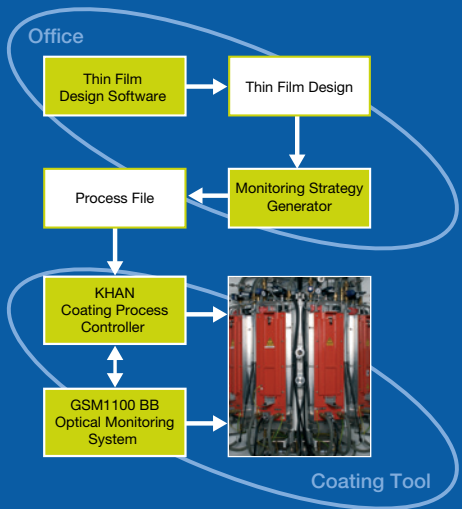 Office
Thin Film
Design Software
Thin Film Design
Process File
Monitoring Strategy
Generator
KHAN
Coating Process
Controller
GSM1100 BB
Optical Monitoring
System
Coating Tool